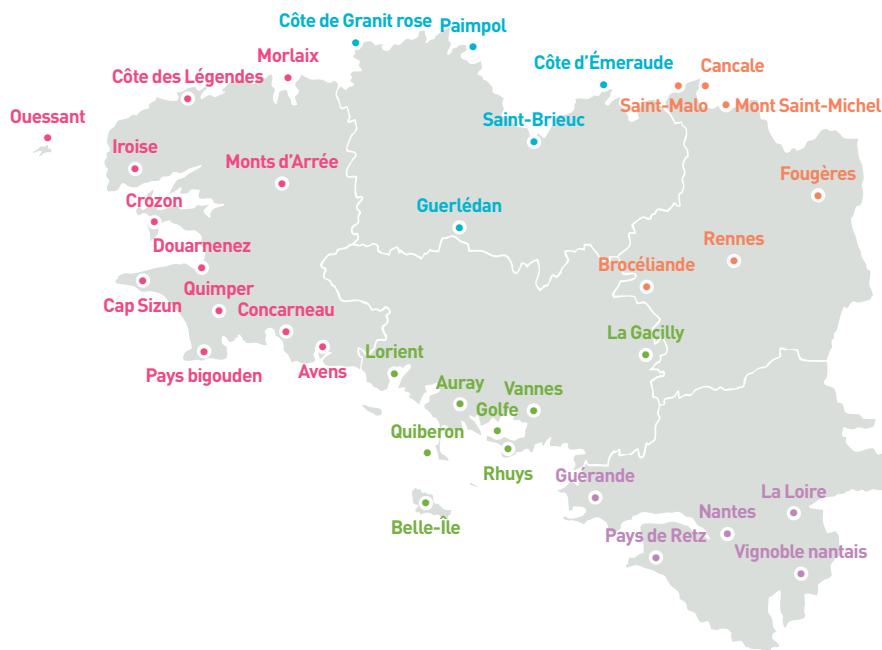 Côte de Granit rose
Paimpol
Morlaix
Côte des Légendes
Côte d’Émeraude
Cancale
Saint-Malo
Mont Saint-Michel
Ouessant
Saint-Brieuc
Iroise
Monts d’Arrée
Fougères
Crozon
Guerlédan
Douarnenez
Rennes
Brocéliande
Cap Sizun
Quimper
Concarneau
La Gacilly
Pays bigouden
Avens
Lorient
Auray
Vannes
Golfe
Quiberon
Rhuys
Guérande
La Loire
Nantes
Belle-Île
Pays de Retz
Vignoble nantais